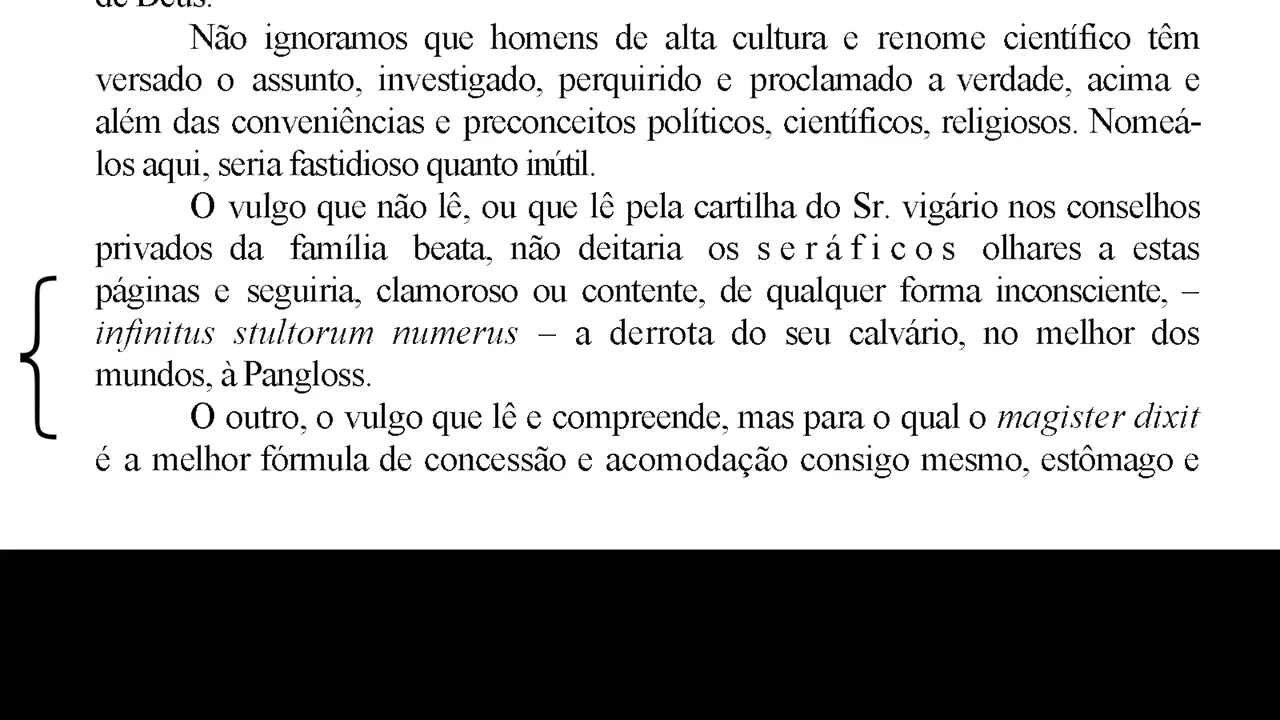 de Deus.
Não ignoramos que homens de alta cultura e renome científico têm
versado o assunto, investigado, perquirido e proclamado a verdade, acima e
além das conveniências e preconceitos políticos, científicos, religiosos. Nomeá-
los aqui, seria fastidioso quanto inútil.
O vulgo que não lê, ou que lê pela cartilha do Sr. vigário nos conselhos
privados da família beata, não deitaria os s e r á f i c o s olhares a estas
páginas e seguiria, clamoroso ou contente, de qualquer forma inconsciente, –
infinitus stultorum numerus – a derrota do seu calvário, no melhor dos
mundos, à Pangloss.
O outro, o vulgo que lê e compreende, mas para o qual o magister dixit
é a melhor fórmula de concessão e acomodação consigo mesmo, estômago e